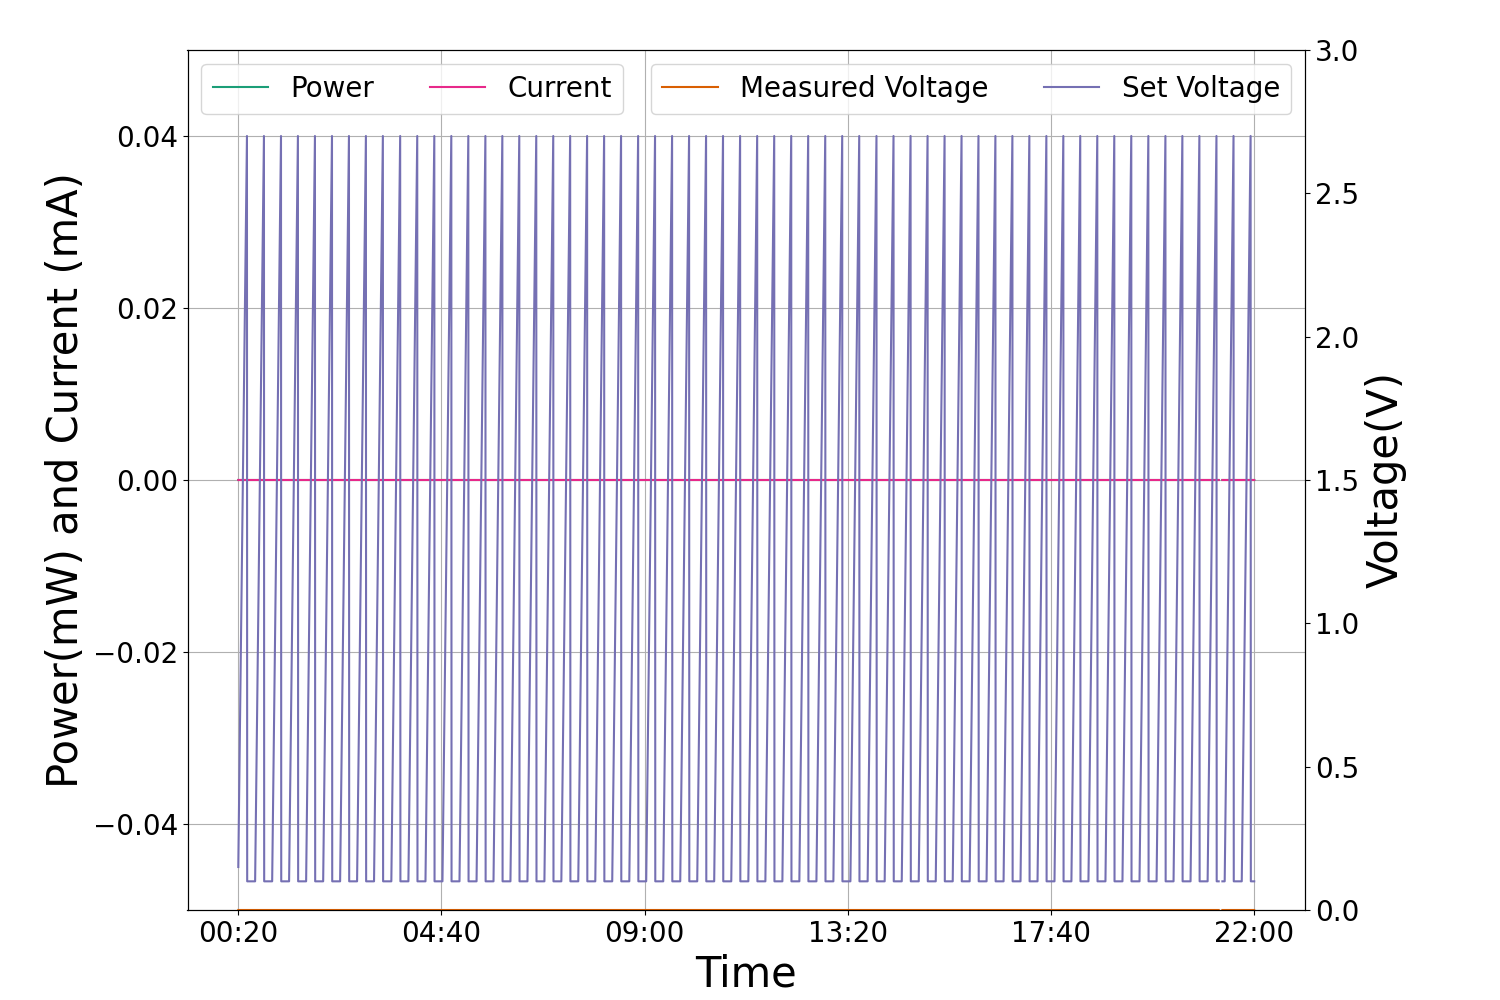 Power Current Measured Voltage Set Voltage
3.0
0.04
2.5
0.02
2.0
0.00
1.5
1.0
−0.02
0.5
−0.04
0.0
Power(mW) and Current (mA)
Voltage(V)
00:20 04:40 09:00 13:20 17:40 22:00
Time